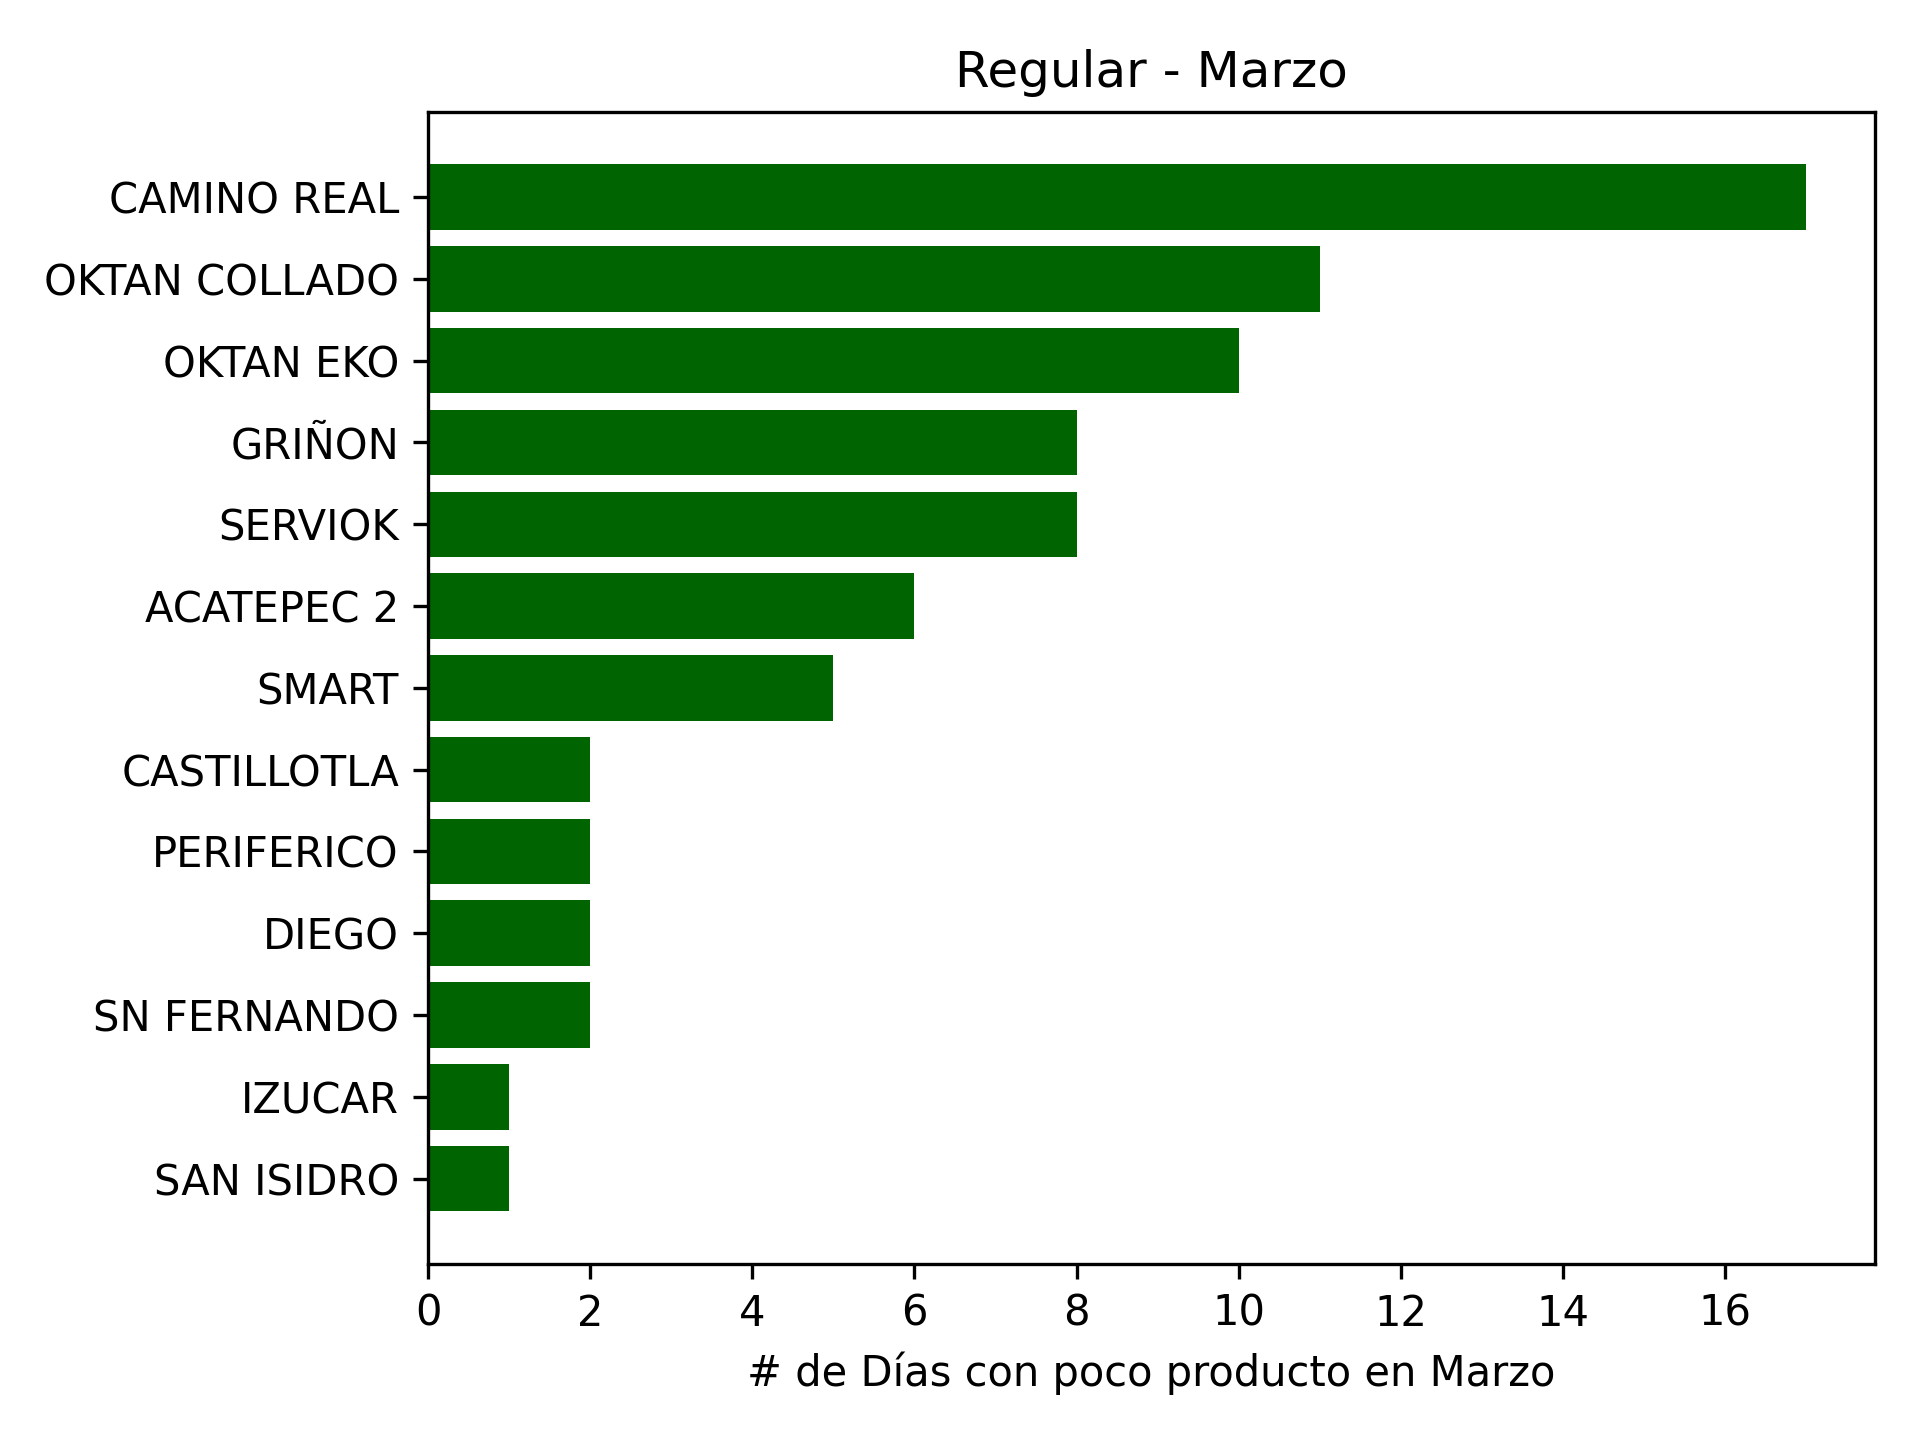 Regular - Marzo
CAMINO REAL
OKTAN COLLADO
OKTAN EKO
GRIÑON
SERVIOK
ACATEPEC 2
SMART
CASTILLOTLA
PERIFERICO
DIEGO
SN FERNANDO
IZUCAR
SAN ISIDRO
0 2 4 6 8 10 12 14 16
# de Días con poco producto en Marzo